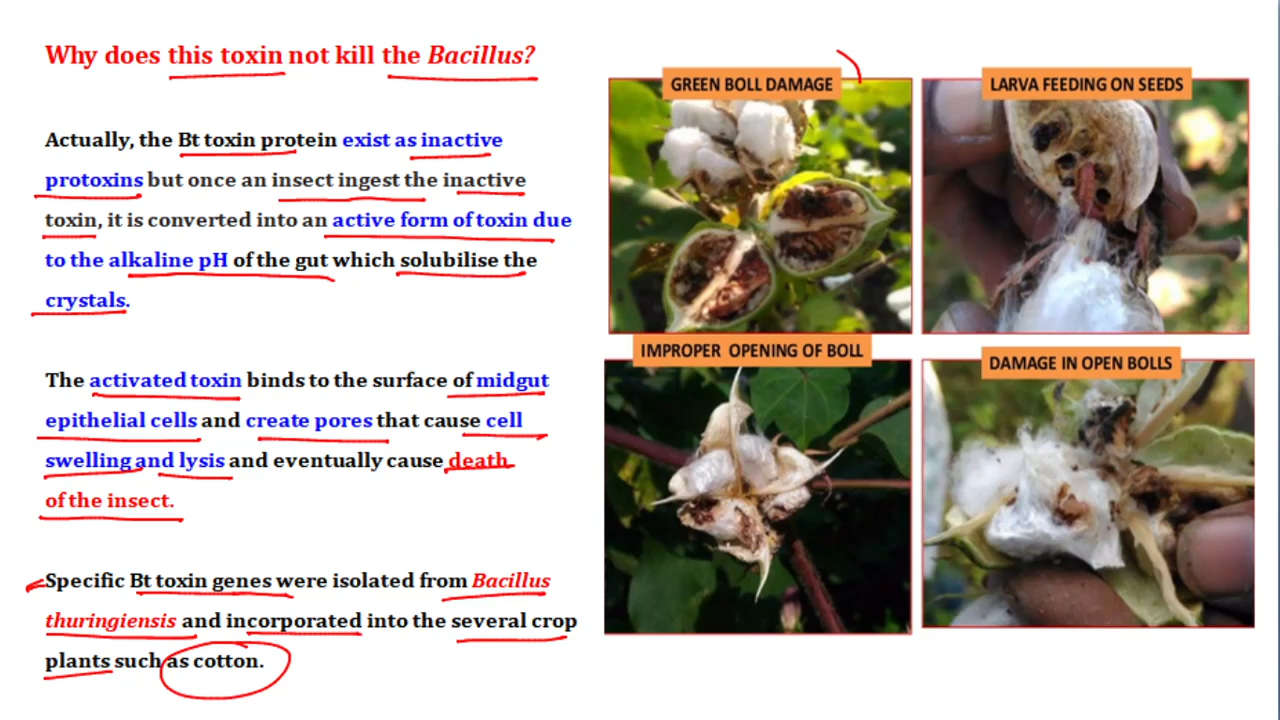 Why does this toxin not kill the Bacillus?
Actually, the Bt toxin protein exist as inactive
protoxins but once an insect ingest the inactive
toxin, it is converted into an active form of toxin due
to the alkaline pH of the gut which solubilise the
crystals.
The activated toxin binds to the surface of midgut
epithelial cells and create pores that cause cell
swelling and lysis and eventually cause death
of the insect.
Specific Bt toxin genes were isolated from Bacillus
thuringiensis and incorporated into the several crop
plants such as cotton.
GREEN BOLL DAMAGE
LARVA FEEDING ON SEEDS
IMPROPER OPENING OF BOLL
DAMAGE IN OPEN BOLLS